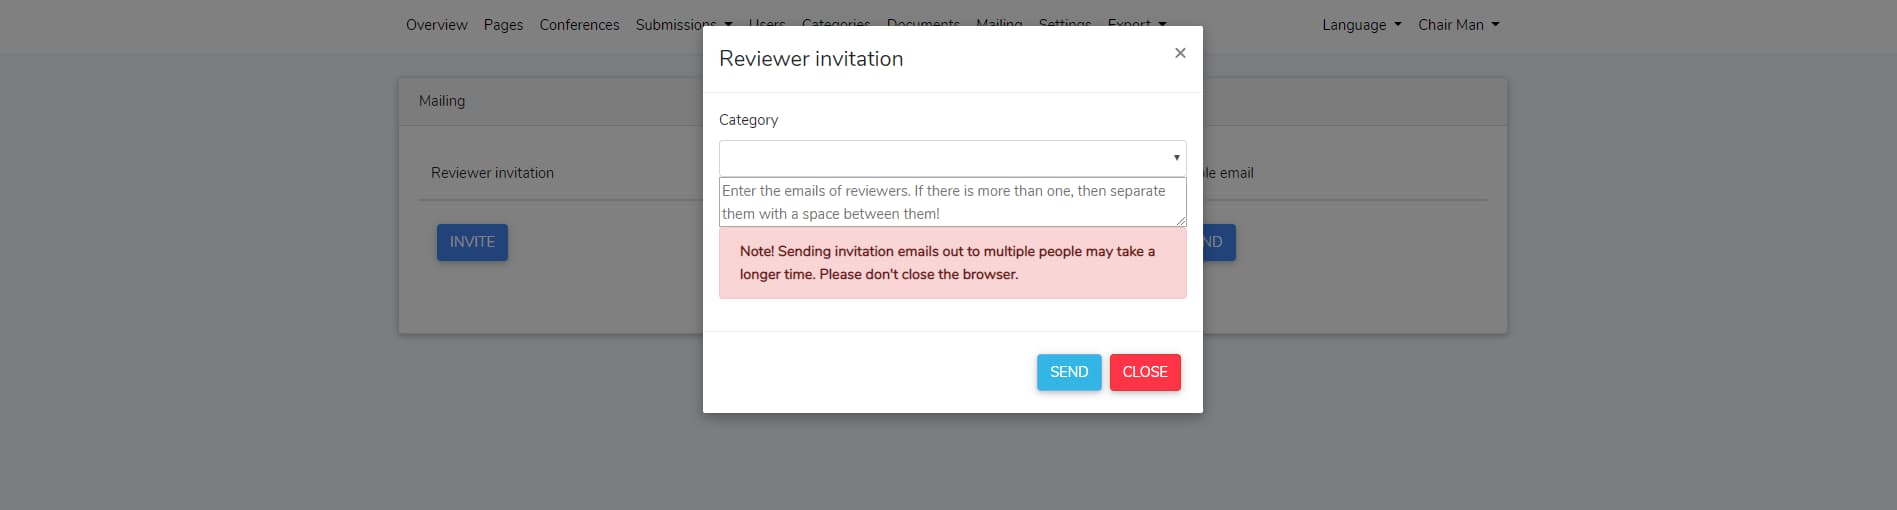 Overview Pages Conferences Submissions Users Categories Documents Mailing Settings Export Language Chair Man
Reviewer invitation ×
Mailing
Category
Reviewer invitation
Enter the emails of reviewers. If there is more than one, then separate
them with a space between them!
email
INVITE
Note! Sending invitation emails out to multiple people may take a
longer time. Please don't close the browser.
SEND CLOSE